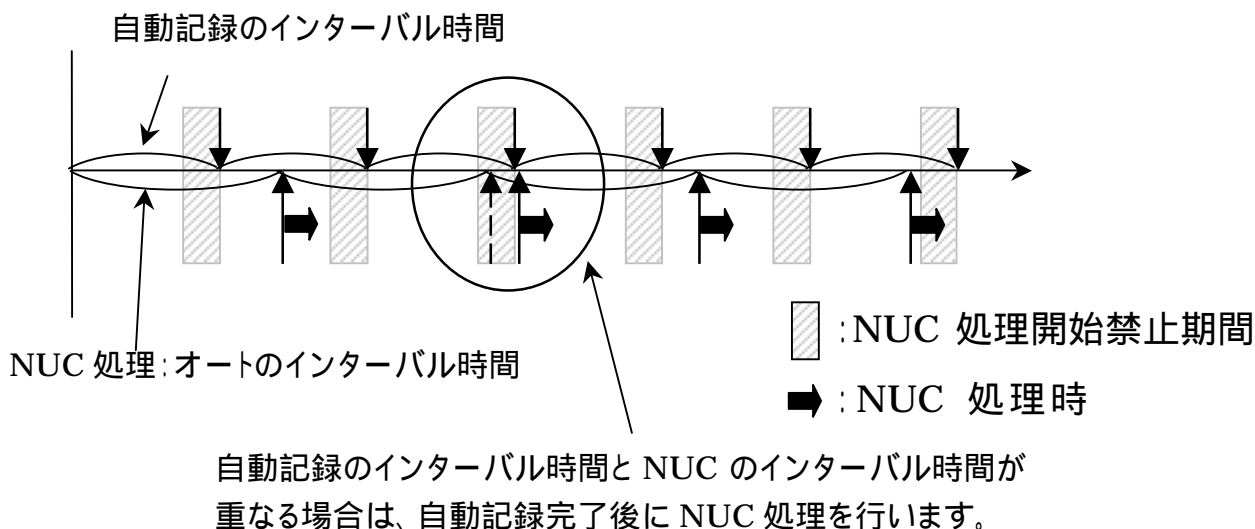 自動記録のインターバル時間
NUC 処理:オートのインターバル時間
:NUC 処理開始禁止期間
:NUC 処理時
自動記録のインターバル時間と NUC のインターバル時間が
重なる場合は、自動記録完了後に NUC 処理を行います。